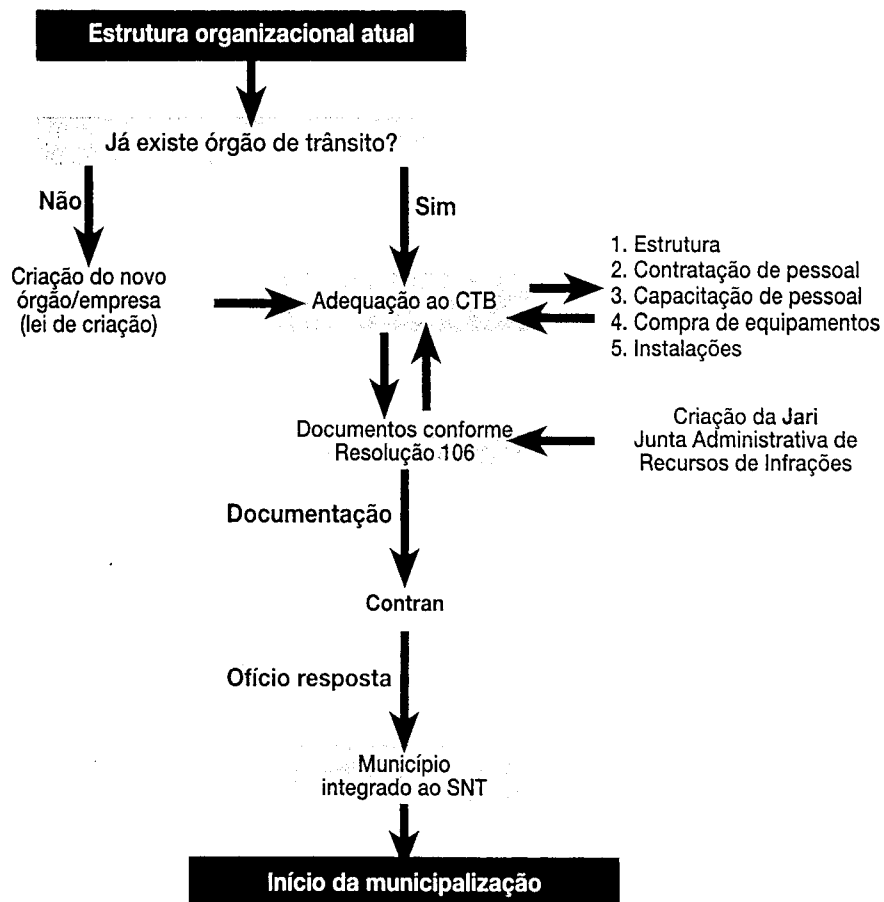 Estrutura organizacional atual
Já existe órgão de trânsito?
Não
Sim
Criação do novo
órgão/empresa
(lei de criação)
Adequação ao CTB
1. Estrutura
2. Contratação de pessoal
3. Capacitação de pessoal
4. Compra de equipamentos
5. Instalações
Documentos conforme
Resolução 106
Criação da Jari
Junta Administrativa de
Recursos de Infrações
Documentação
Contran
Ofício resposta
Município
integrado ao SNT
Início da municipalização